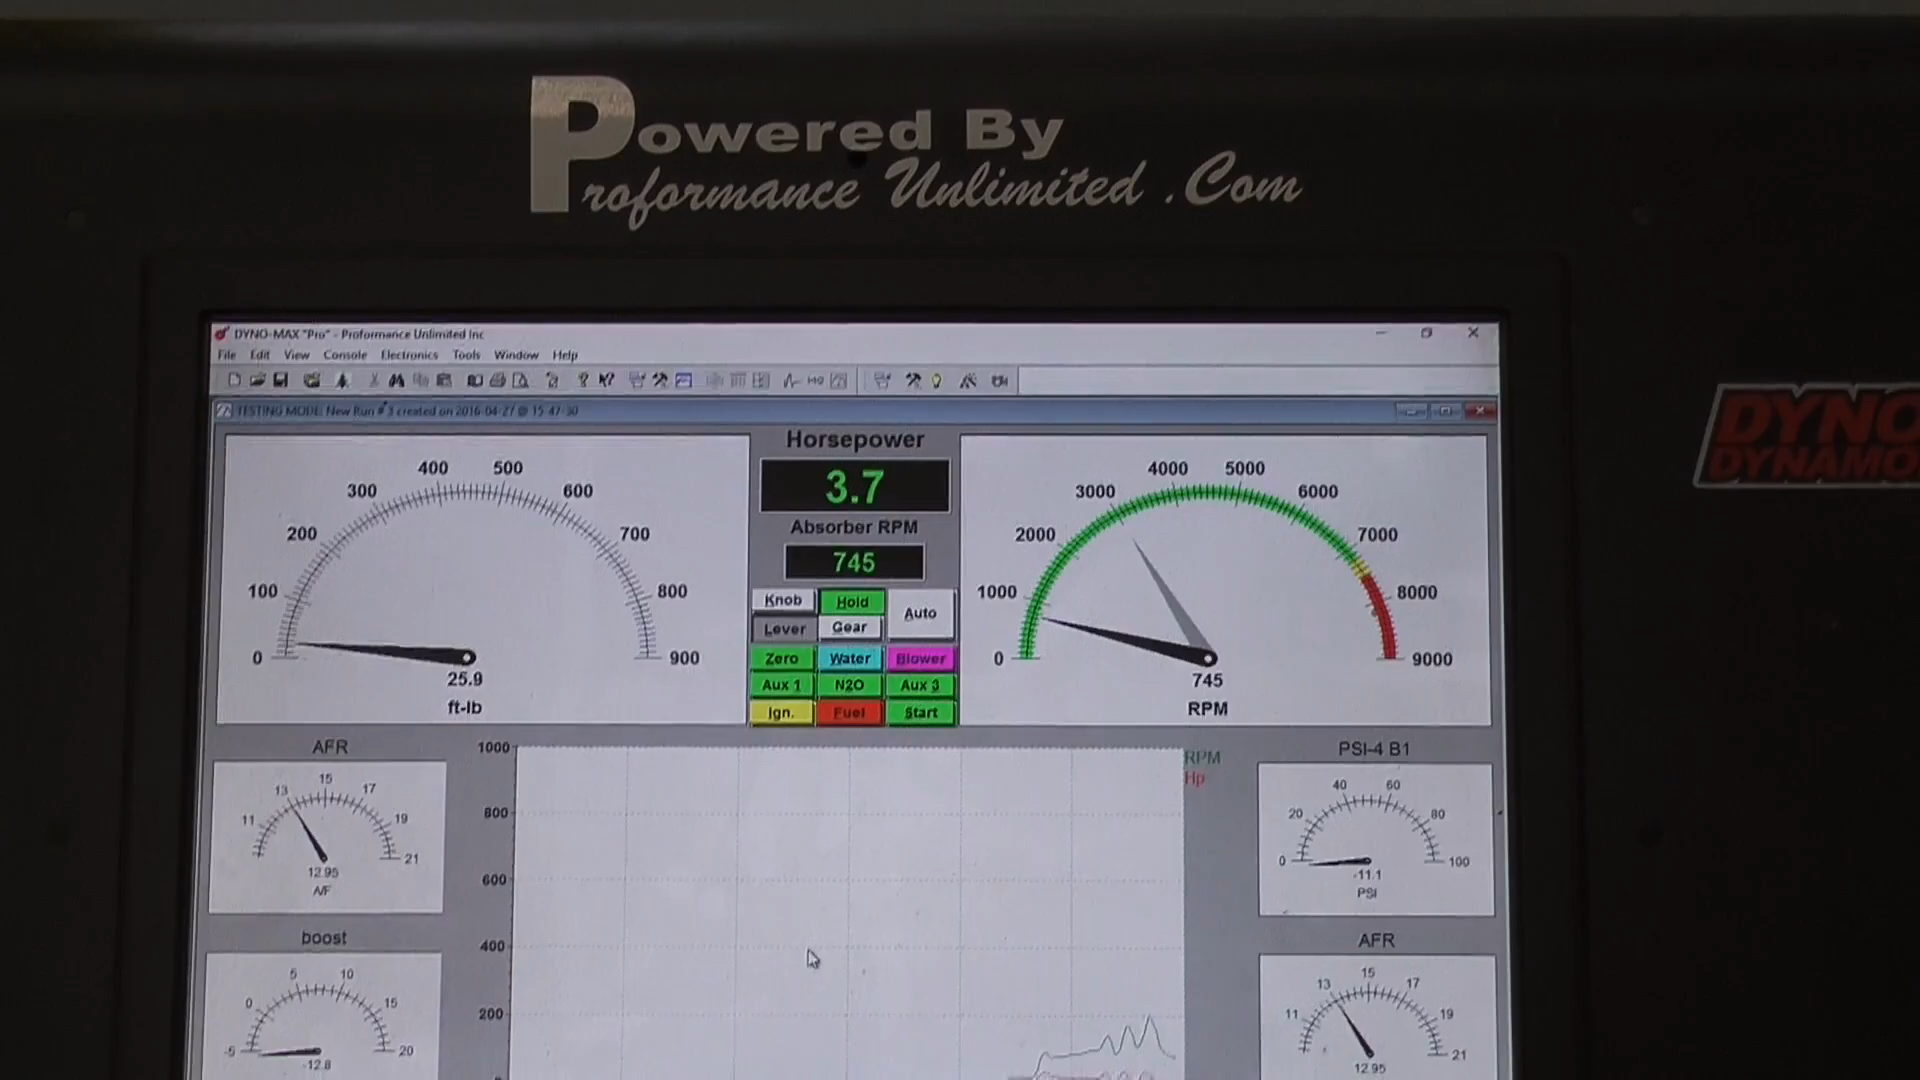 Powered By
Proformance Unlimited .Com
DYNO-MAX "Pro" - Proformance Unlimited Inc
File Edit View Console Electronics Tools Window Help
TESTING MODE: New Run # 3 created on 2016-04-27 @ 15-47-30
DYNO
DYNAMO
0 100 200 300 400 500 600 700 800 900
25.9
ft-lb
Horsepower
3.7
Absorber RPM
745
Knob Hold Auto
Lever Gear
Zero Water Blower
Aux 1 N2O Aux 3
Ign. Fuel Start
0 1000 2000 3000 4000 5000 6000 7000 8000 9000
745
RPM
AFR
11 13 15 17 19 21
12.95
A/F
boost
-5 0 5 10 15 20
-12.8
1000
800
600
400
200
RPM
Hp
PSI-4 B1
0 20 40 60 80 100
-11.1
PSI
AFR
11 13 15 17 19 21
12.95